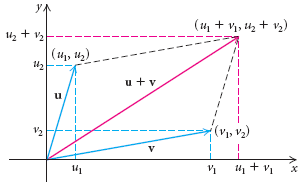 y
u₂ + v₂
(u₁ + v₁, u₂ + v₂)
u₂
(u₁, u₂)
u + v
u
v₂
(v₁, v₂)
v
u₁
v₁
u₁ + v₁
x